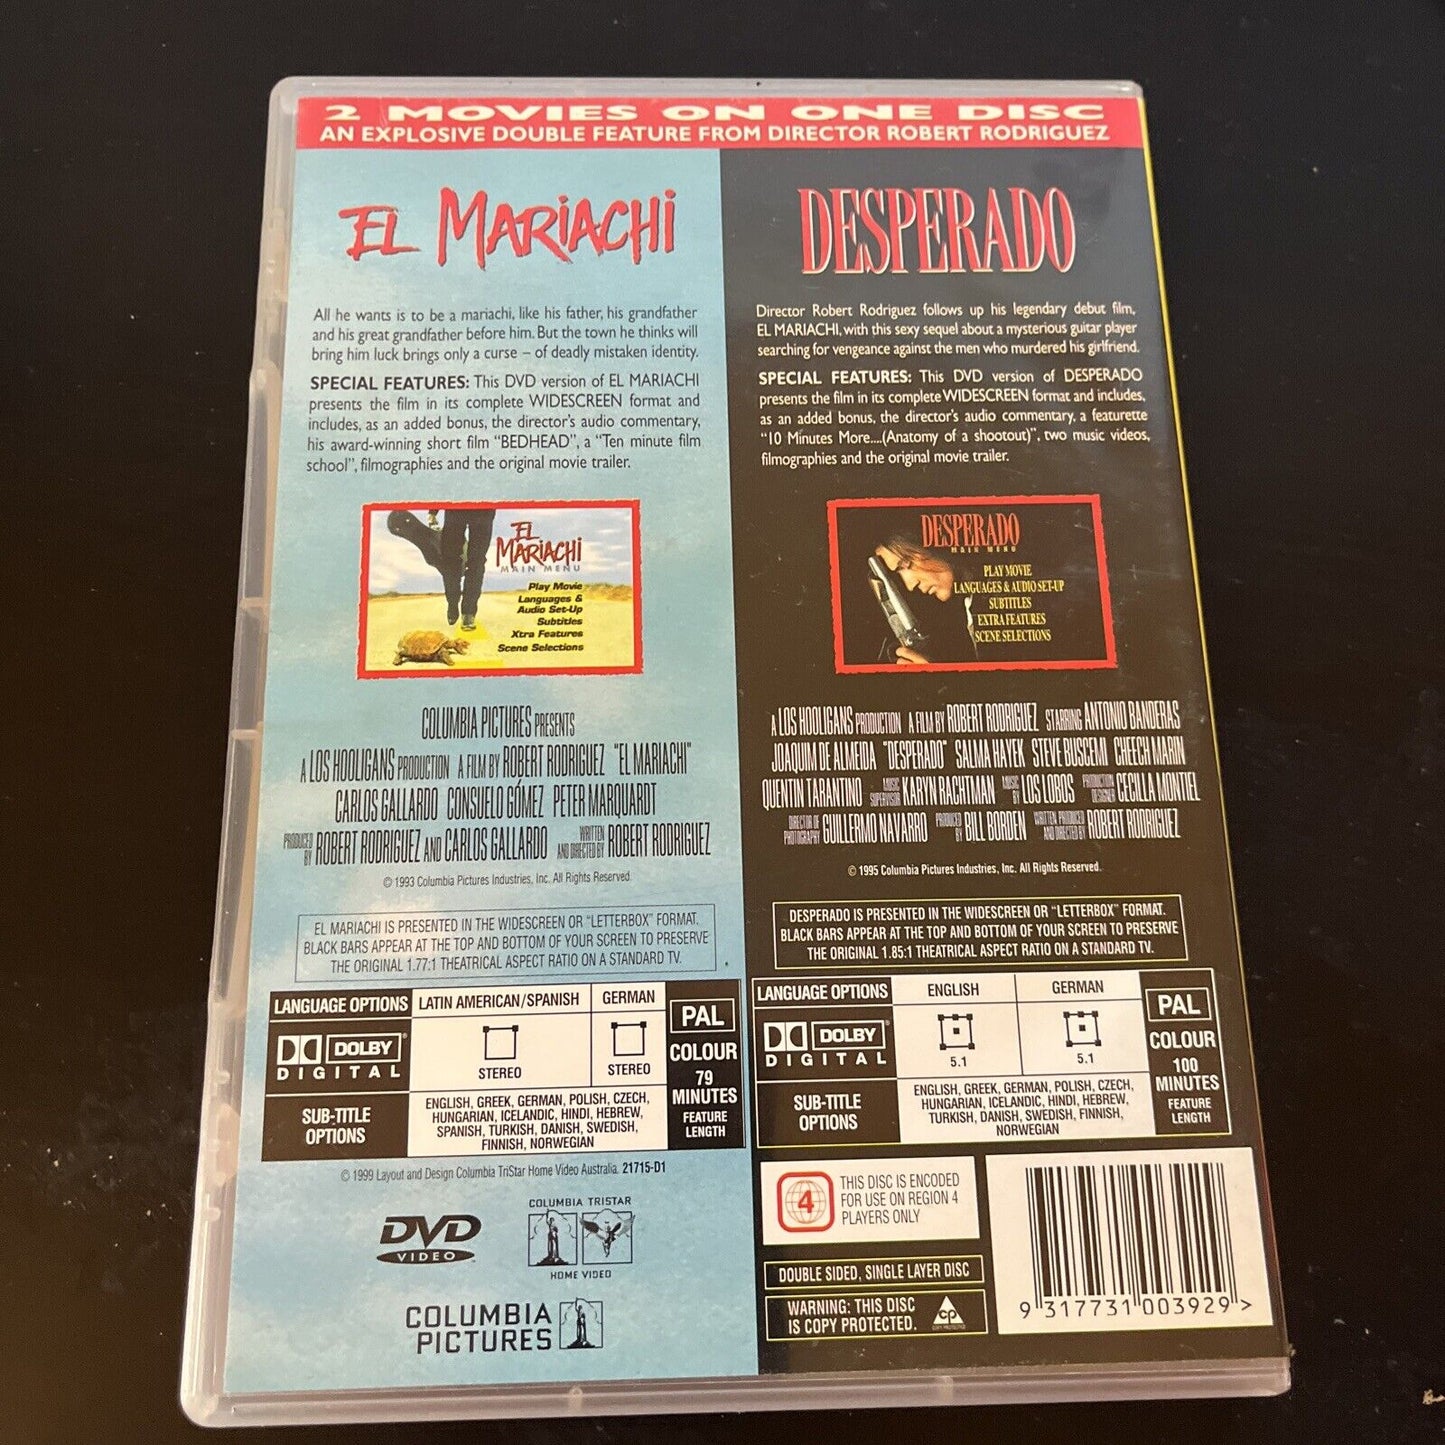 2 MOVIES ON ONE DISC
AN EXPLOSIVE DOUBLE FEATURE FROM DIRECTOR ROBERT RODRIGUEZ
EL MARIACHI
All he wants is to be a mariachi, like his father, his grandfather
and his great grandfather before him. But the town he thinks will
bring him luck brings only a curse – of deadly mistaken identity.
SPECIAL FEATURES: This DVD version of EL MARIACHI
presents the film in its complete WIDESCREEN format and
includes, as an added bonus, the director's audio commentary,
his award-winning short film "BEDHEAD", a "Ten minute film
school", filmographies and the original movie trailer.
EL
MARIACHI
MAIN MENU
Play Movie
Languages &
Audio Set-Up
Subtitles
Xtra Features
Scene Selections
COLUMBIA PICTURES PRESENTS
A LOS HOOLIGANS PRODUCTION A FILM BY ROBERT RODRIGUEZ "EL MARIACHI"
CARLOS GALLARDO CONSUELO GÓMEZ PETER MARQUARDT
PRODUCED BY ROBERT RODRIGUEZ AND CARLOS GALLARDO WRITTEN AND DIRECTED BY ROBERT RODRIGUEZ
© 1993 Columbia Pictures Industries, Inc. All Rights Reserved.
EL MARIACHI IS PRESENTED IN THE WIDESCREEN OR "LETTERBOX" FORMAT.
BLACK BARS APPEAR AT THE TOP AND BOTTOM OF YOUR SCREEN TO PRESERVE
THE ORIGINAL 1.77:1 THEATRICAL ASPECT RATIO ON A STANDARD TV.
LANGUAGE OPTIONS LATIN AMERICAN/SPANISH GERMAN
DOLBY
DIGITAL
STEREO STEREO
SUB-TITLE
OPTIONS
ENGLISH, GREEK, GERMAN, POLISH, CZECH,
HUNGARIAN, ICELANDIC, HINDI, HEBREW,
SPANISH, TURKISH, DANISH, SWEDISH,
FINNISH, NORWEGIAN
PAL
COLOUR
79
MINUTES
FEATURE
LENGTH
© 1999 Layout and Design Columbia TriStar Home Video Australia. 21715-D1
DVD
VIDEO
COLUMBIA TRISTAR
HOME VIDEO
COLUMBIA
PICTURES
DESPERADO
Director Robert Rodriguez follows up his legendary debut film,
EL MARIACHI, with this sexy sequel about a mysterious guitar player
searching for vengeance against the men who murdered his girlfriend.
SPECIAL FEATURES: This DVD version of DESPERADO
presents the film in its complete WIDESCREEN format and includes,
as an added bonus, the director's audio commentary, a featurette
"10 Minutes More....(Anatomy of a shootout)", two music videos,
filmographies and the original movie trailer.
DESPERADO
MAIN MENU
PLAY MOVIE
LANGUAGES & AUDIO SET-UP
SUBTITLES
EXTRA FEATURES
SCENE SELECTIONS
A LOS HOOLIGANS PRODUCTION A FILM BY ROBERT RODRIGUEZ STARRING ANTONIO BANDERAS
JOAQUIM DE ALMEIDA "DESPERADO" SALMA HAYEK STEVE BUSCEMI CHEECH MARIN
QUENTIN TARANTINO MUSIC SUPERVISOR KARYN RACHTMAN MUSIC BY LOS LOBOS PRODUCTION DESIGNER CECILLA MONTIEL
DIRECTOR OF PHOTOGRAPHY GUILLERMO NAVARRO PRODUCED BY BILL BORDEN WRITTEN PRODUCED AND DIRECTED BY ROBERT RODRIGUEZ
© 1995 Columbia Pictures Industries, Inc. All Rights Reserved.
DESPERADO IS PRESENTED IN THE WIDESCREEN OR "LETTERBOX" FORMAT.
BLACK BARS APPEAR AT THE TOP AND BOTTOM OF YOUR SCREEN TO PRESERVE
THE ORIGINAL 1.85:1 THEATRICAL ASPECT RATIO ON A STANDARD TV.
LANGUAGE OPTIONS ENGLISH GERMAN
DOLBY
DIGITAL
5.1 5.1
SUB-TITLE
OPTIONS
ENGLISH, GREEK, GERMAN, POLISH, CZECH,
HUNGARIAN, ICELANDIC, HINDI, HEBREW,
TURKISH, DANISH, SWEDISH, FINNISH,
NORWEGIAN
PAL
COLOUR
100
MINUTES
FEATURE
LENGTH
4
THIS DISC IS ENCODED
FOR USE ON REGION 4
PLAYERS ONLY
DOUBLE SIDED, SINGLE LAYER DISC
WARNING: THIS DISC
IS COPY PROTECTED.
CP
COPY PROTECTED
9 317731 003929 >